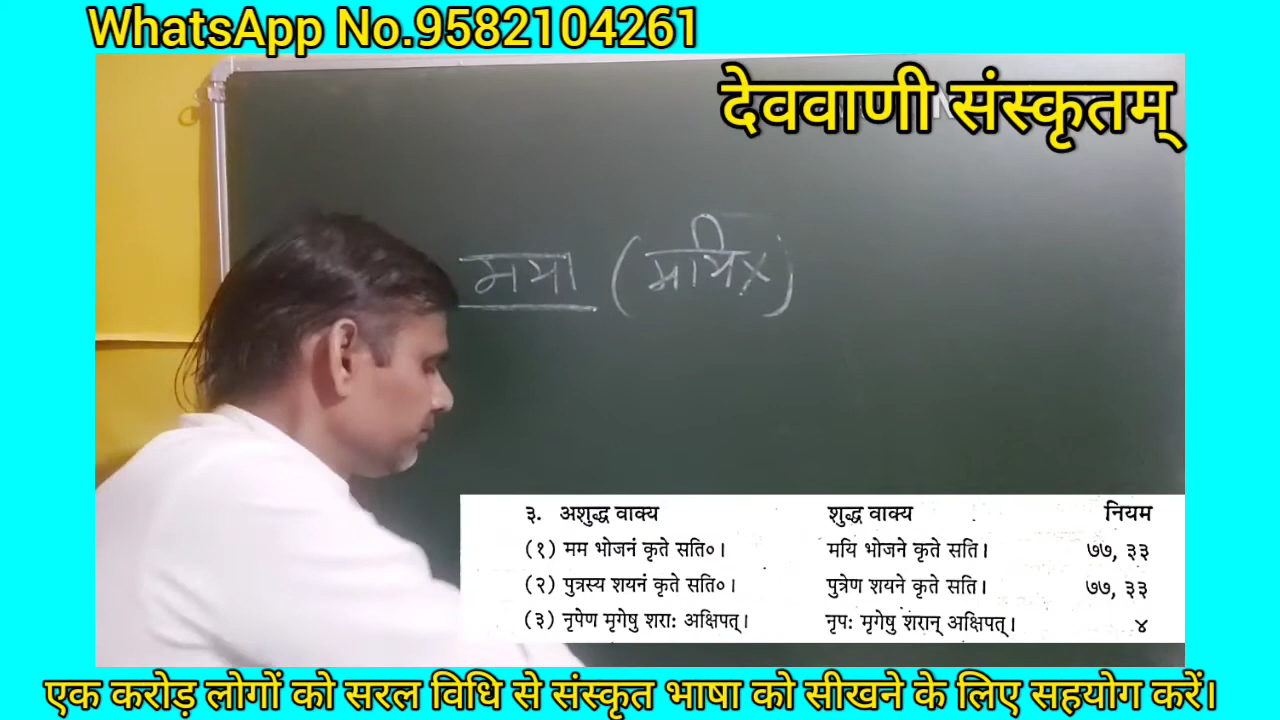 WhatsApp No.9582104261
देववाणी संस्कृतम्
मया (मयि×)
३. अशुद्ध वाक्य शुद्ध वाक्य नियम
(१) मम भोजनं कृते सति०। मयि भोजने कृते सति। ७७, ३३
(२) पुत्रस्य शयनं कृते सति०। पुत्रेण शयने कृते सति। ७७, ३३
(३) नृपेण मृगेषु शराः अक्षिपत्। नृपः मृगेषु शरान् अक्षिपत्। ४
एक करोड़ लोगों को सरल विधि से संस्कृत भाषा को सीखने के लिए सहयोग करें।